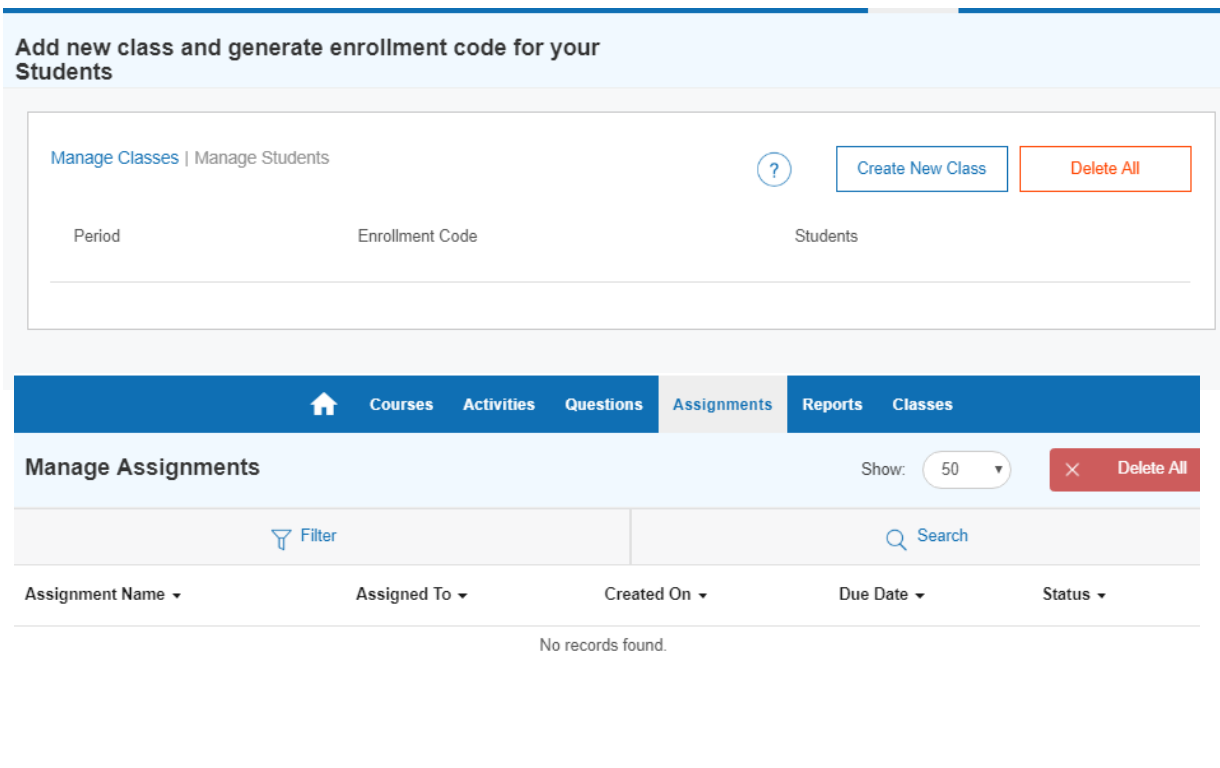 Add new class and generate enrollment code for your
Students
Manage Classes | Manage Students
?
Create New Class
Delete All
Period
Enrollment Code
Students
Courses
Activities
Questions
Assignments
Reports
Classes
Manage Assignments
Show:
50
Delete All
Filter
Search
Assignment Name
Assigned To
Created On
Due Date
Status
No records found.